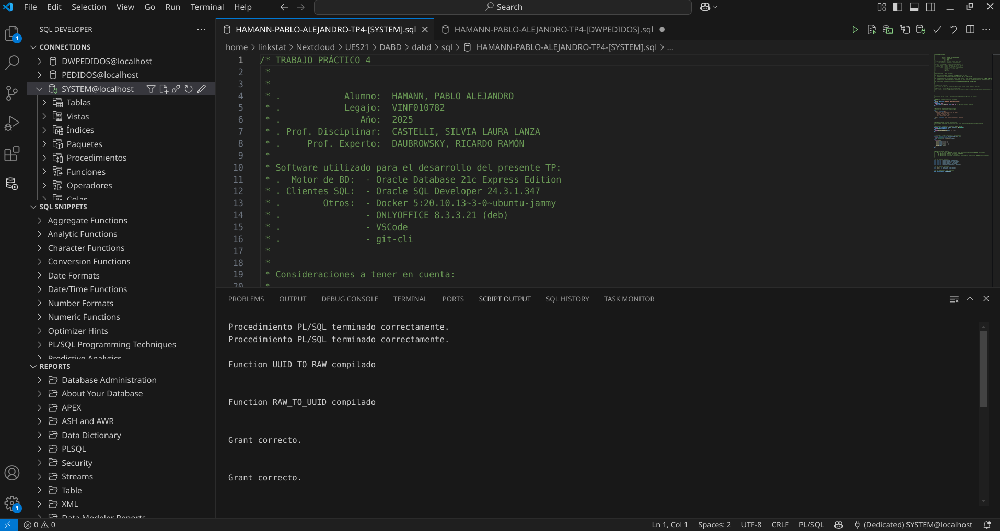 File Edit Selection View Go Run Terminal Help
Search
SQL DEVELOPER
CONNECTIONS
DWPEDIDOS@localhost
PEDIDOS@localhost
SYSTEM@localhost
Tablas
Vistas
Índices
Paquetes
Procedimientos
Funciones
Operadores
Colas
SQL SNIPPETS
Aggregate Functions
Analytic Functions
Character Functions
Conversion Functions
Date Formats
Date/Time Functions
Number Formats
Numeric Functions
Optimizer Hints
PL/SQL Programming Techniques
Predictive Analytics
REPORTS
Database Administration
About Your Database
APEX
ASH and AWR
Data Dictionary
PLSQL
Security
Streams
Table
XML
Data Modeler Reports
1
1
HAMANN-PABLO-ALEJANDRO-TP4-[SYSTEM].sql
HAMANN-PABLO-ALEJANDRO-TP4-[DWPEDIDOS].sql
home > linkstat > Nextcloud > UES21 > DABD > dabd > sql > HAMANN-PABLO-ALEJANDRO-TP4-[SYSTEM].sql > ...
1 /* TRABAJO PRÁCTICO 4
2 *
3 *
4 * . Alumno: HAMANN, PABLO ALEJANDRO
5 * . Legajo: VINF010782
6 * . Año: 2025
7 * . Prof. Disciplinar: CASTELLI, SILVIA LAURA LANZA
8 * . Prof. Experto: DAUBROWSKY, RICARDO RAMÓN
9 *
10 * Software utilizado para el desarrollo del presente TP:
11 * . Motor de BD: - Oracle Database 21c Express Edition
12 * . Clientes SQL: - Oracle SQL Developer 24.3.1.347
13 * . Otros: - Docker 5:20.10.13~3-0~ubuntu-jammy
14 * . - ONLYOFFICE 8.3.3.21 (deb)
15 * . - VSCode
16 * . - git-cli
17 *
18 *
19 * Consideraciones a tener en cuenta:
20 *
PROBLEMS OUTPUT DEBUG CONSOLE TERMINAL PORTS SCRIPT OUTPUT SQL HISTORY TASK MONITOR
Procedimiento PL/SQL terminado correctamente.
Procedimiento PL/SQL terminado correctamente.
Function UUID_TO_RAW compilado
Function RAW_TO_UUID compilado
Grant correcto.
Grant correcto.
0 0 Ln 1, Col 1 Spaces: 2 UTF-8 CRLF PL/SQL (Dedicated) SYSTEM@localhost